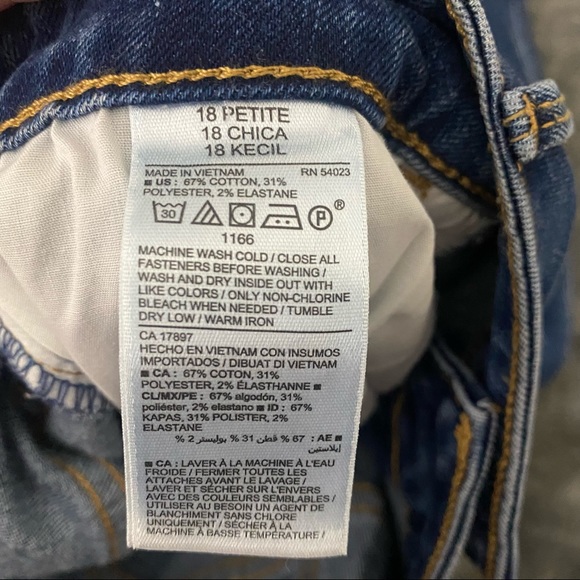 18 PETITE
18 CHICA
18 KECIL
MADE IN VIETNAM RN 54023
■ US : 67% COTTON, 31%
POLYESTER, 2% ELASTANE
30 P ®
1166
MACHINE WASH COLD / CLOSE ALL
FASTENERS BEFORE WASHING /
WASH AND DRY INSIDE OUT WITH
LIKE COLORS / ONLY NON-CHLORINE
BLEACH WHEN NEEDED / TUMBLE
DRY LOW / WARM IRON
CA 17897
HECHO EN VIETNAM CON INSUMOS
IMPORTADOS / DIBUAT DI VIETNAM
■ CA : 67% COTON, 31%
POLYESTER, 2% ÉLASTHANNE ■
CL/MX/PE : 67% algodón, 31%
poliéster, 2% elastano ■ ID : 67%
KAPAS, 31% POLISTER, 2%
ELASTANE
■ AE : 67 % قطن 31 % بوليستر 2 %
إيلاستين
■ CA : LAVER À LA MACHINE À L'EAU
FROIDE / FERMER TOUTES LES
ATTACHES AVANT LE LAVAGE /
LAVER ET SÉCHER SUR L'ENVERS
AVEC DES COULEURS SEMBLABLES /
UTILISER AU BESOIN UN AGENT DE
BLANCHIMENT SANS CHLORE
UNIQUEMENT / SÉCHER À LA
MACHINE À BASSE TEMPÉRATURE /